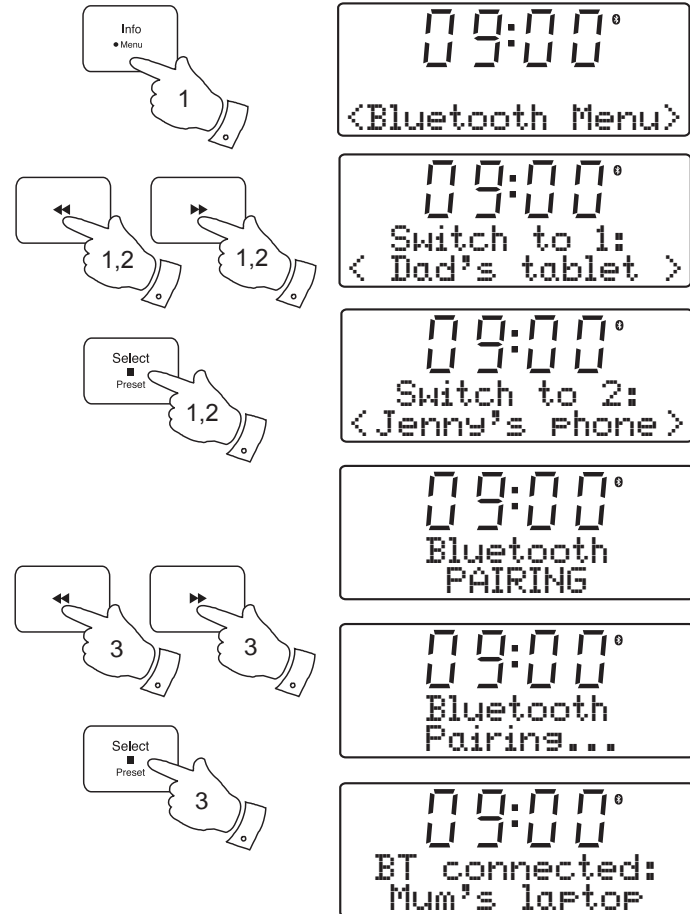 Info
• Menu
1
09:00
<Bluetooth Menu>
1,2
1,2
09:00
Switch to 1:
< Dad's tablet >
Select
Preset
1,2
09:00
Switch to 2:
<Jenny's phone>
09:00
Bluetooth
PAIRING
3
3
09:00
Bluetooth
Pairing...
Select
Preset
3
09:00
BT connected:
Mum's laptop